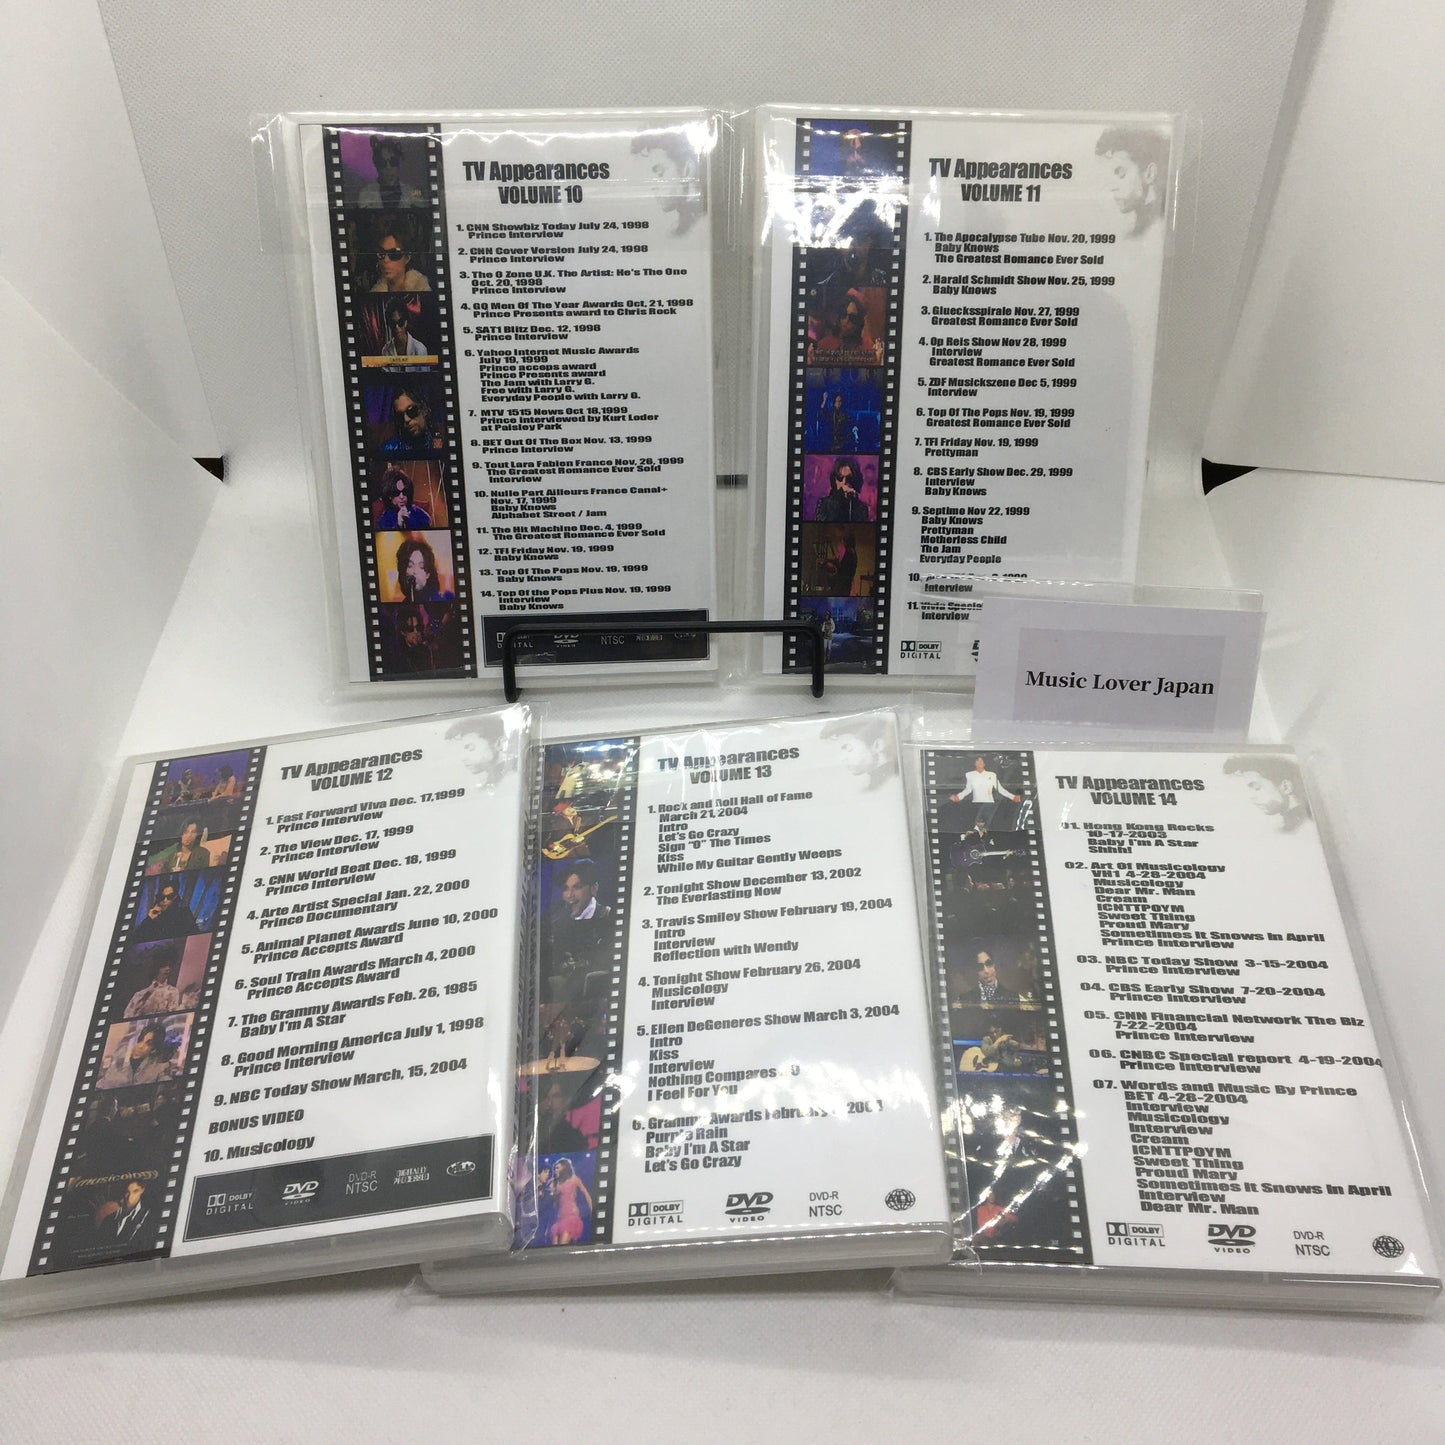 TV Appearances
VOLUME 10
1. CNN Showbiz Today July 24, 1998
Prince Interview
2. CNN Cover Version July 24, 1998
Prince Interview
3. The O Zone U.K. The Artist: He's The One
Oct. 20, 1998
Prince Interview
4. GQ Men Of The Year Awards Oct, 21, 1998
Prince Presents award to Chris Rock
5. SAT1 Blitz Dec. 12, 1998
Prince Interview
6. Yahoo Internet Music Awards
July 19, 1999
Prince acceps award
Prince Presents award
The Jam with Larry G.
Free with Larry G.
Everyday People with Larry G.
7. MTV 1515 News Oct 18,1999
Prince interviewed by Kurt Loder
at Paisley Park
8. BET Out Of The Box Nov. 13, 1999
Prince Interview
9. Tout Lara Fabien France Nov, 26, 1999
The Greatest Romance Ever Sold
Interview
10. Nulle Part Ailleurs France Canal+
Nov. 17, 1999
Baby Knows
Alphabet Street / Jam
11. The Hit Machine Dec. 4, 1999
The Greatest Romance Ever Sold
12. TFI Friday Nov. 19, 1999
Baby Knows
13. Top Of The Pops Nov. 19, 1999
Baby Knows
14. Top Of the Pops Plus Nov. 19, 1999
Interview
Baby Knows
DIGITAL
DVD
NTSC
TV Appearances
VOLUME 11
1. The Apocalypse Tube Nov. 20, 1999
Baby Knows
The Greatest Romance Ever Sold
2. Harald Schmidt Show Nov. 25, 1999
Baby Knows
3. Gluecksspirale Nov. 27, 1999
Greatest Romance Ever Sold
4. Op Reis Show Nov 28, 1999
Interview
Greatest Romance Ever Sold
5. ZDF Musickszene Dec 5, 1999
Interview
6. Top Of The Pops Nov. 19, 1999
Greatest Romance Ever Sold
7. TFI Friday Nov. 19, 1999
Prettyman
8. CBS Early Show Dec. 29, 1999
Interview
Baby Knows
9. Septimo Nov 22, 1999
Baby Knows
Prettyman
Motherless Child
The Jam
Everyday People
10.
Interview
11.
Interview
DOLBY
DIGITAL
Music Lover Japan
TV Appearances
VOLUME 12
1. Fast Forward Viva Dec. 17,1999
Prince Interview
2. The View Dec. 17, 1999
Prince Interview
3. CNN World Beat Dec. 18, 1999
Prince Interview
4. Arte Artist Special Jan. 22, 2000
Prince Documentary
5. Animal Planet Awards June 10, 2000
Prince Accepts Award
6. Soul Train Awards March 4, 2000
Prince Accepts Award
7. The Grammy Awards Feb. 26, 1985
Baby I'm A Star
8. Good Morning America July 1, 1998
Prince Interview
9. NBC Today Show March, 15, 2004
BONUS VIDEO
10. Musicology
musicology
DOLBY
DIGITAL
DVD
VIDEO
DVD-R
NTSC
DIGITALLY
PROCESSED
TV Appearances
VOLUME 13
1. Rock and Roll Hall of Fame
March 21, 2004
Intro
Let's Go Crazy
Sign "O" The Times
Kiss
While My Guitar Gently Weeps
2. Tonight Show December 13, 2002
The Everlasting Now
3. Travis Smiley Show February 19, 2004
Intro
Interview
Reflection with Wendy
4. Tonight Show February 26, 2004
Musicology
Interview
5. Ellen DeGeneres Show March 3, 2004
Intro
Kiss
Interview
Nothing Compares
I Feel For You
6. Grammy Awards February 2004
Purple Rain
Baby I'm A Star
Let's Go Crazy
DOLBY
DIGITAL
DVD
VIDEO
DVD-R
NTSC
TV Appearances
VOLUME 14
01. Hong Kong Rocks
10-17-2003
Baby I'm A Star
Shhh!
02. Art Of Musicology
VH1 4-28-2004
Musicology
Dear Mr. Man
Cream
ICNTTPOYM
Sweet Thing
Proud Mary
Sometimes It Snows In April
Prince Interview
03. NBC Today Show 3-15-2004
Prince Interview
04. CBS Early Show 7-20-2004
Prince Interview
05. CNN Financial Network The Biz
7-22-2004
Prince Interview
06. CNBC Special report 4-19-2004
Prince Interview
07. Words and Music By Prince
BET 4-28-2004
Interview
Musicology
Interview
Cream
ICNTTPOYM
Sweet Thing
Proud Mary
Sometimes It Snows In April
Interview
Dear Mr. Man
DOLBY
DIGITAL
DVD
VIDEO
DVD-R
NTSC